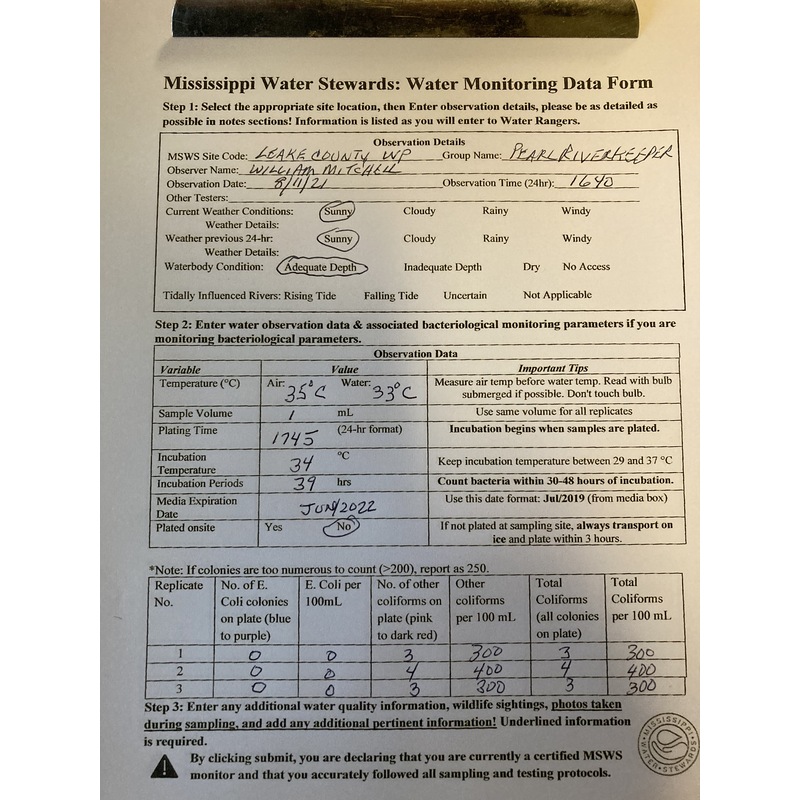 Mississippi Water Stewards: Water Monitoring Data Form
Step 1: Select the appropriate site location, then Enter observation details, please be as detailed as
possible in notes sections! Information is listed as you will enter to Water Rangers.
Observation Details
MSWS Site Code: LEAKE COUNTY WP Group Name: PEARL RIVERKEEPER
Observer Name: WILLIAM MITCHELL
Observation Date: 8/11/21 Observation Time (24hr): 1640
Other Testers:
Current Weather Conditions: Sunny Cloudy Rainy Windy
Weather Details:
Weather previous 24-hr: Sunny Cloudy Rainy Windy
Weather Details:
Waterbody Condition: Adequate Depth Inadequate Depth Dry No Access
Tidally Influenced Rivers: Rising Tide Falling Tide Uncertain Not Applicable
Step 2: Enter water observation data & associated bacteriological monitoring parameters if you are
monitoring bacteriological parameters.
Observation Data
Variable Value Important Tips
Temperature (°C) Air: 35°C Water: 33°C Measure air temp before water temp. Read with bulb
submerged if possible. Don't touch bulb.
Sample Volume 1 mL Use same volume for all replicates
Plating Time 1745 (24-hr format) Incubation begins when samples are plated.
Incubation
Temperature 34 °C Keep incubation temperature between 29 and 37 °C
Incubation Periods 39 hrs Count bacteria within 30-48 hours of incubation.
Media Expiration
Date JUN/2022 Use this date format: Jul/2019 (from media box)
Plated onsite Yes No If not plated at sampling site, always transport on
ice and plate within 3 hours.
*Note: If colonies are too numerous to count (>200), report as 250.
Replicate No. of E. E. Coli per No. of other Other Total Total
No. Coli colonies 100mL coliforms on coliforms Coliforms Coliforms
on plate (blue plate (pink per 100 mL (all colonies per 100 mL
to purple) to dark red) on plate)
1 0 0 3 300 3 300
2 0 0 4 400 4 400
3 0 0 3 300 3 300
Step 3: Enter any additional water quality information, wildlife sightings, photos taken
during sampling, and add any additional pertinent information! Underlined information
is required.
By clicking submit, you are declaring that you are currently a certified MSWS
monitor and that you accurately followed all sampling and testing protocols.
MISSISSIPPI
WATER STEWARDS